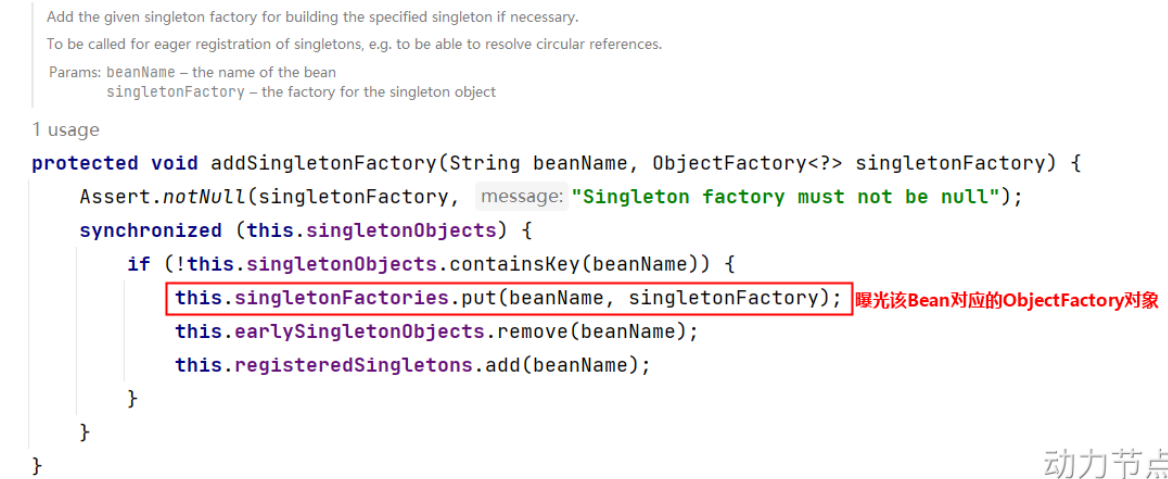 Add the given singleton factory for building the specified singleton if necessary.
To be called for eager registration of singletons, e.g. to be able to resolve circular references.
Params: beanName – the name of the bean
singletonFactory – the factory for the singleton object
1 usage
protected void addSingletonFactory(String beanName, ObjectFactory<?> singletonFactory) {
Assert.notNull(singletonFactory, message: "Singleton factory must not be null");
synchronized (this.singletonObjects) {
if (!this.singletonObjects.containsKey(beanName)) {
this.singletonFactories.put(beanName, singletonFactory); 曝光该Bean对应的ObjectFactory对象
this.earlySingletonObjects.remove(beanName);
this.registeredSingletons.add(beanName);
}
}
}
动力节点